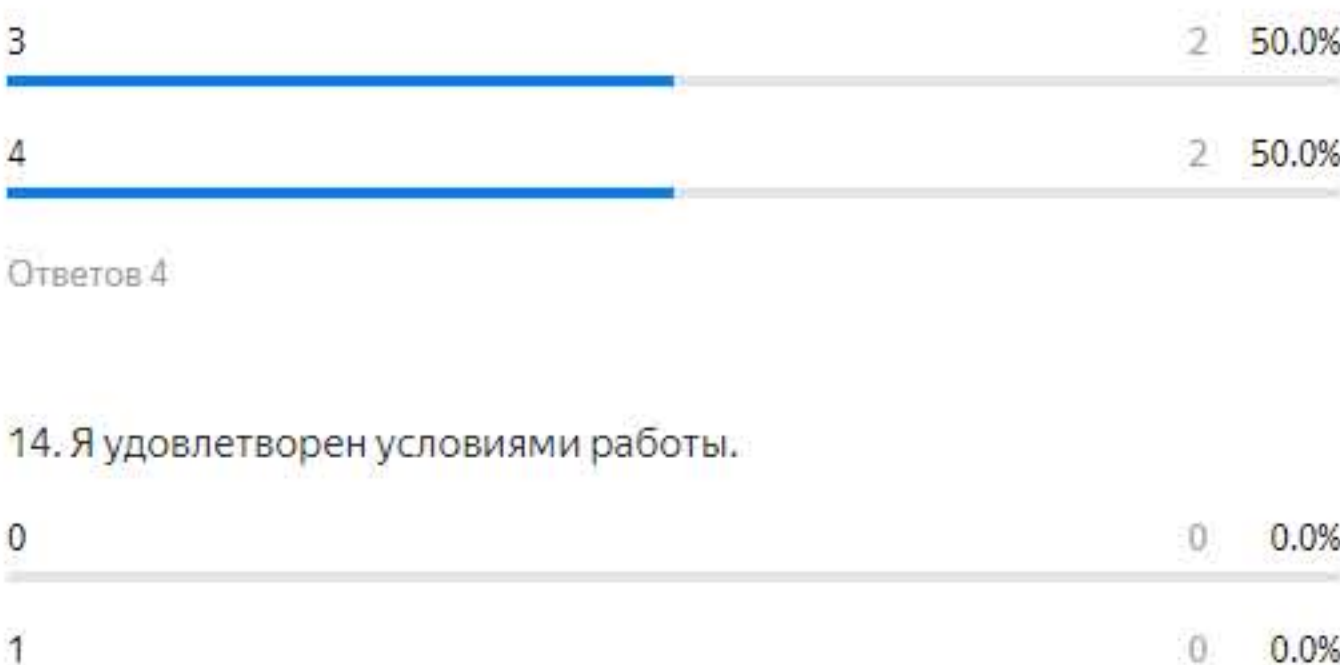 3 2 50.0%
4 2 50.0%
Ответов 4
14. Я удовлетворен условиями работы.
0 0 0.0%
1 0 0.0%